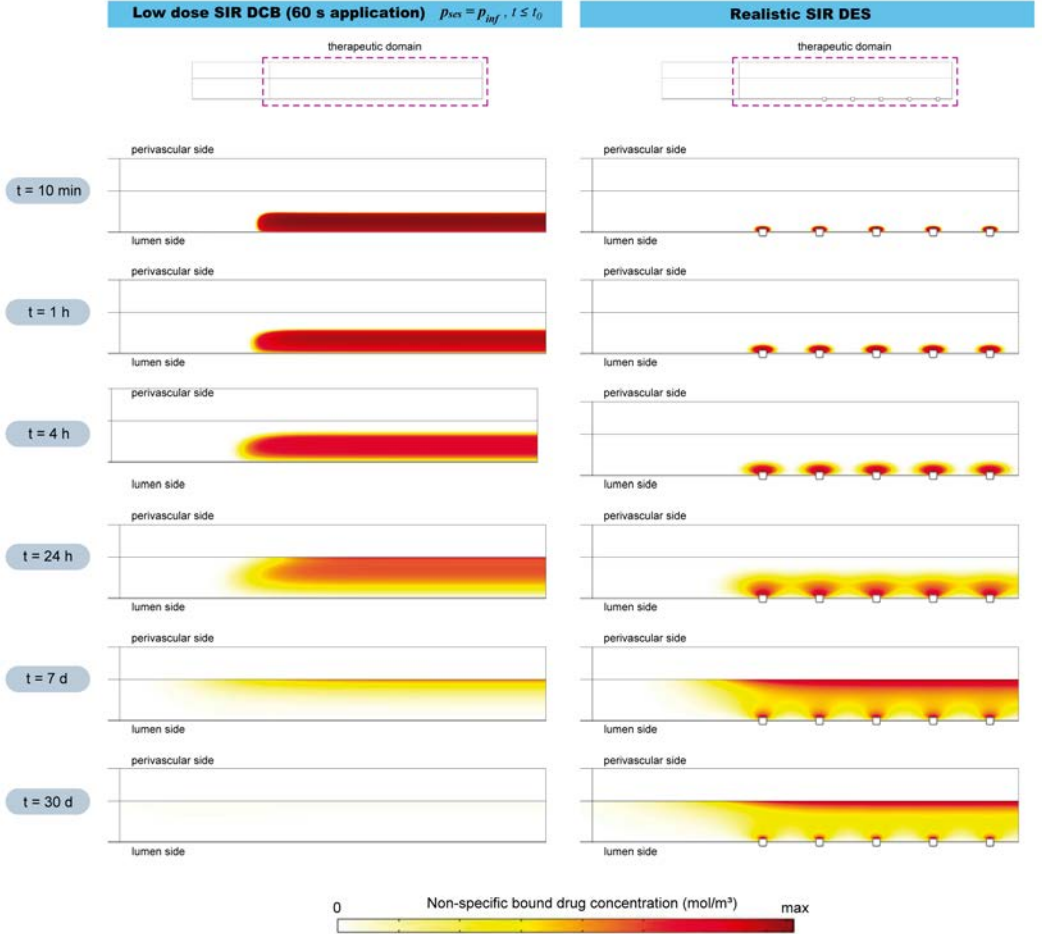 Low dose SIR DCB (60 s application) pses = pinf , t ≤ t0
Realistic SIR DES
therapeutic domain
therapeutic domain
t = 10 min
perivascular side
lumen side
perivascular side
lumen side
t = 1 h
perivascular side
lumen side
perivascular side
lumen side
t = 4 h
perivascular side
lumen side
perivascular side
lumen side
t = 24 h
perivascular side
lumen side
perivascular side
lumen side
t = 7 d
perivascular side
lumen side
perivascular side
lumen side
t = 30 d
perivascular side
lumen side
perivascular side
lumen side
0 Non-specific bound drug concentration (mol/m³) max